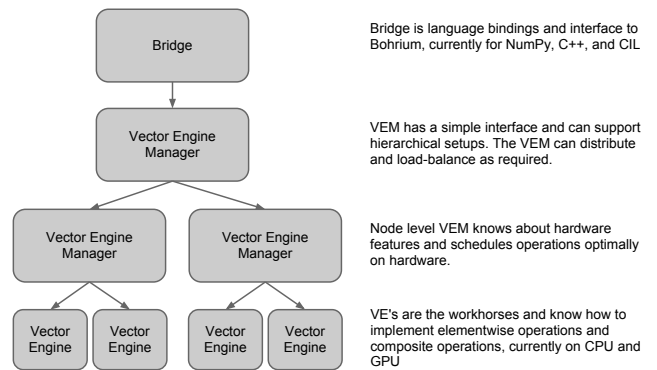 Bridge
Bridge is language bindings and interface to
Bohrium, currently for NumPy, C++, and CIL
Vector Engine
Manager
VEM has a simple interface and can support
hierarchical setups. The VEM can distribute
and load-balance as required.
Vector Engine
Manager
Vector Engine
Manager
Node level VEM knows about hardware
features and schedules operations optimally
on hardware.
Vector
Engine
Vector
Engine
Vector
Engine
Vector
Engine
VE's are the workhorses and know how to
implement elementwise operations and
composite operations, currently on CPU and
GPU